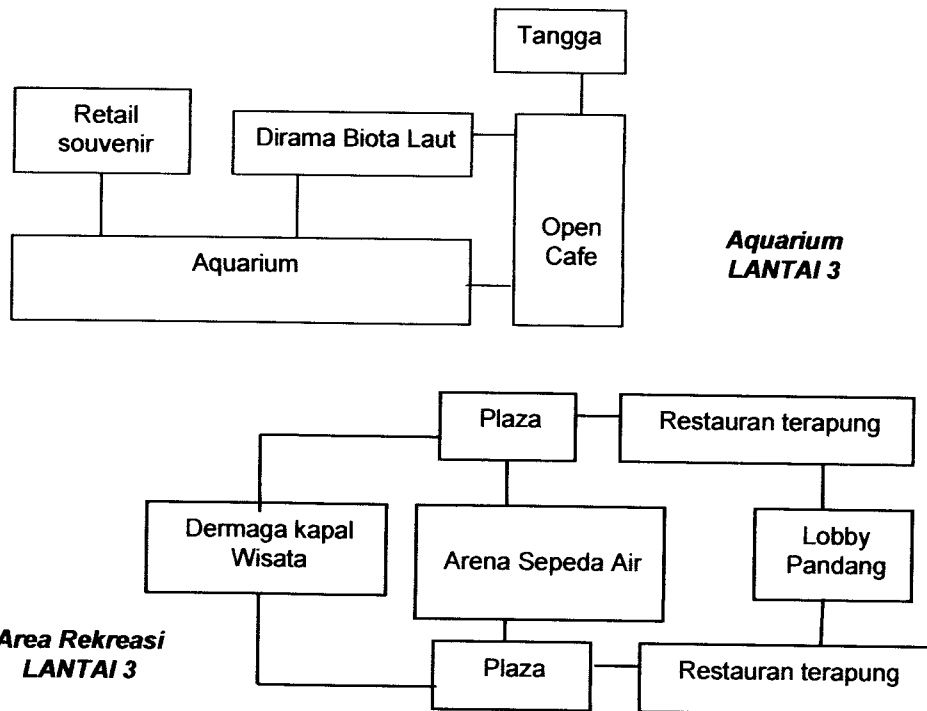 Tangga
Retail
souvenir
Dirama Biota Laut
Open
Cafe
Aquarium
Aquarium
LANTAI 3
Plaza
Restauran terapung
Dermaga kapal
Wisata
Arena Sepeda Air
Lobby
Pandang
Area Rekreasi
LANTAI 3
Plaza
Restauran terapung